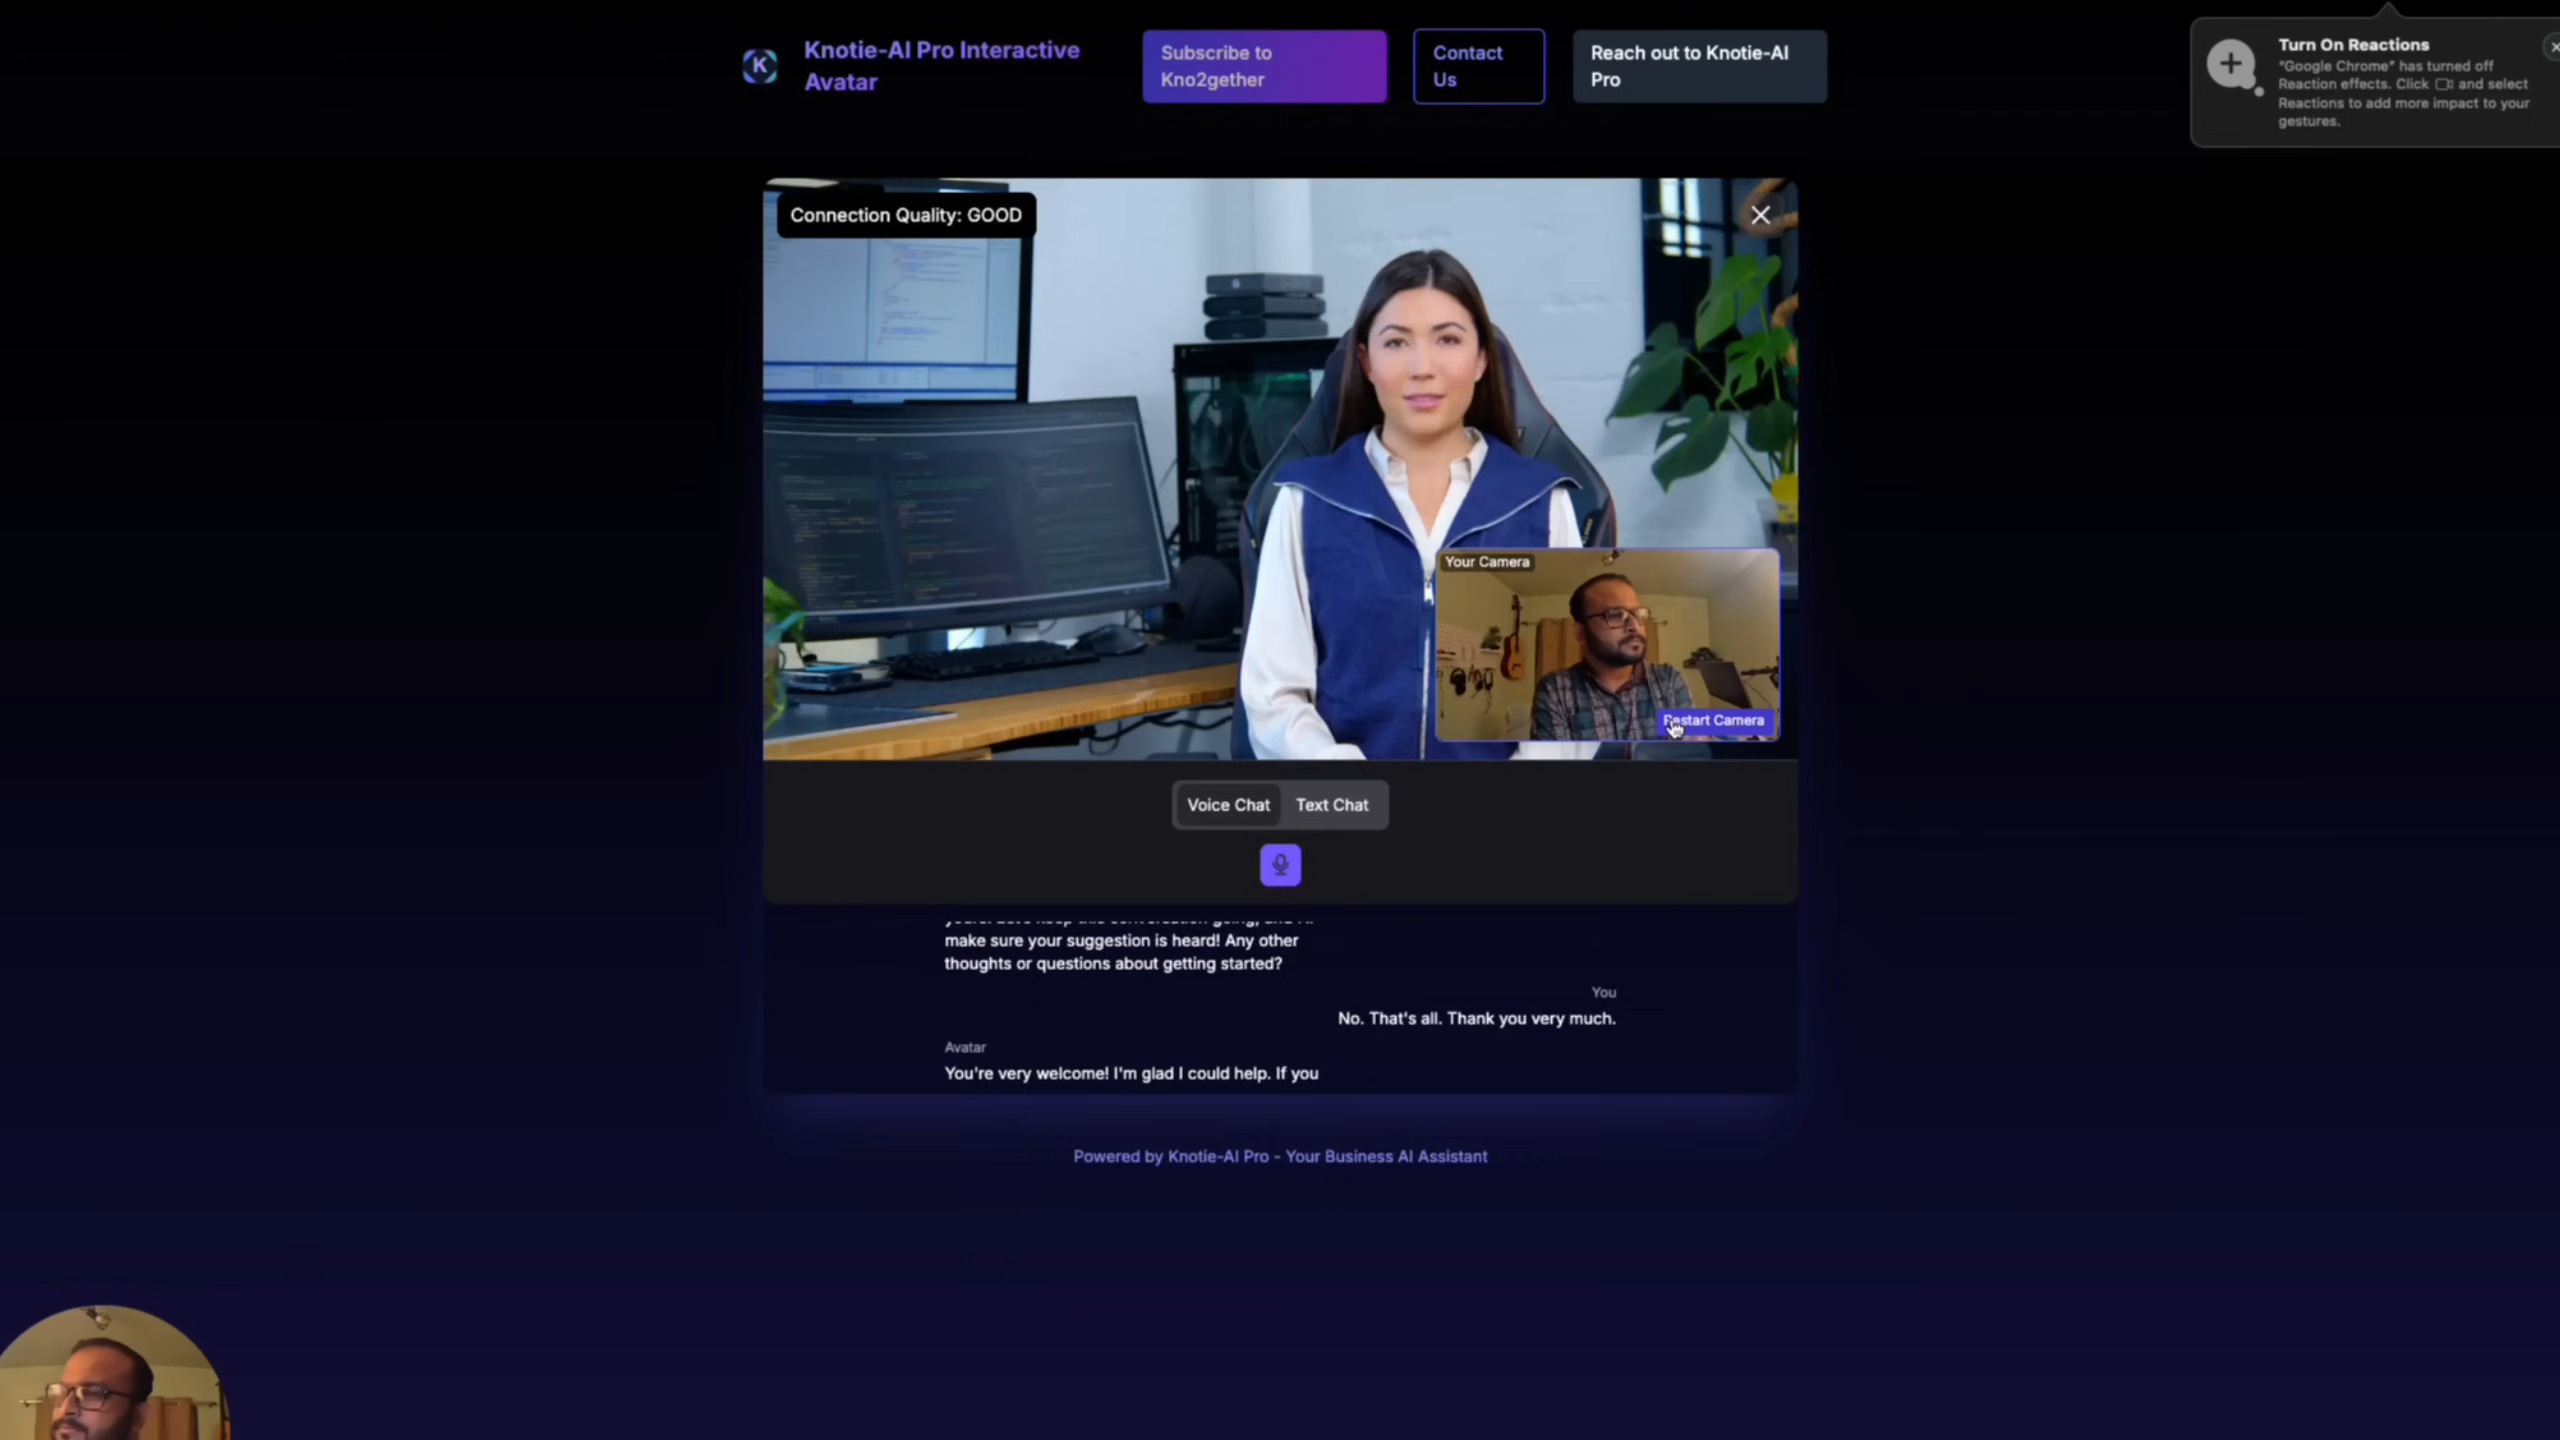 K
Knotie-AI Pro Interactive
Avatar
Subscribe to
Kno2gether
Contact
Us
Reach out to Knotie-AI
Pro
Turn On Reactions
"Google Chrome" has turned off
Reaction effects. Click and select
Reactions to add more impact to your
gestures.
Connection Quality: GOOD
Your Camera
Restart Camera
Voice Chat Text Chat
make sure your suggestion is heard! Any other
thoughts or questions about getting started?
You
No. That's all. Thank you very much.
Avatar
You're very welcome! I'm glad I could help. If you
Powered by Knotie-AI Pro - Your Business AI Assistant